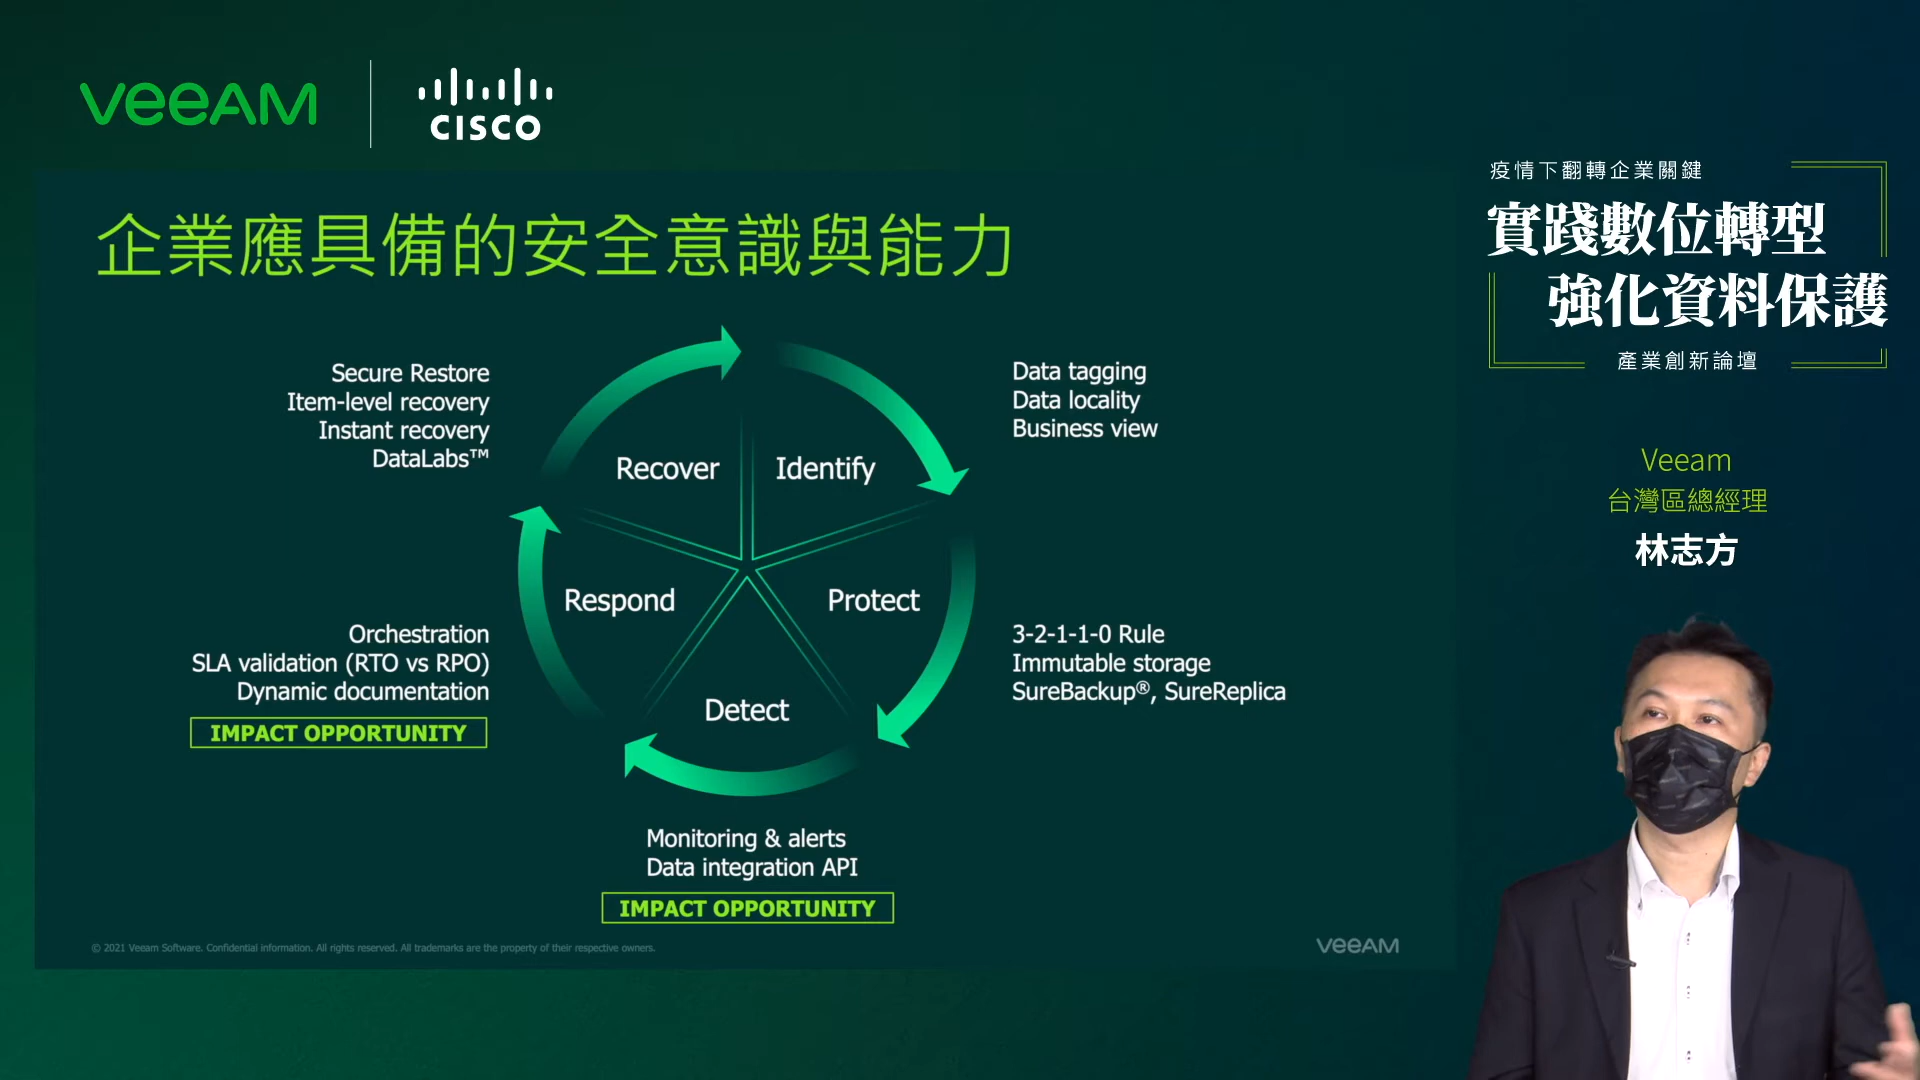 veeAM
CISCO
疫情下翻轉企業關鍵
實踐數位轉型
強化資料保護
產業創新論壇
Veeam
台灣區總經理
林志方
企業應具備的安全意識與能力
Secure Restore
Item-level recovery
Instant recovery
DataLabs™
Data tagging
Data locality
Business view
Recover
Identify
Respond
Protect
Detect
Orchestration
SLA validation (RTO vs RPO)
Dynamic documentation
IMPACT OPPORTUNITY
3-2-1-1-0 Rule
Immutable storage
SureBackup®, SureReplica
Monitoring & alerts
Data integration API
IMPACT OPPORTUNITY
© 2021 Veeam Software. Confidential information. All rights reserved. All trademarks are the property of their respective owners.
veeAM